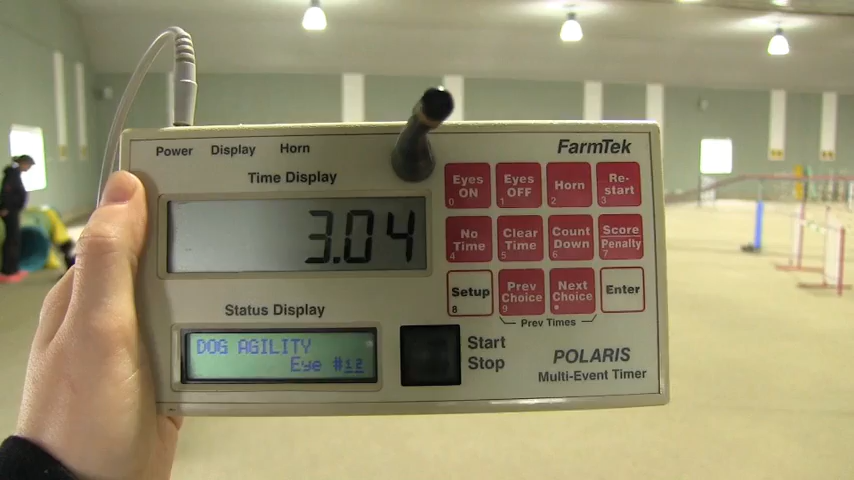 Power Display Horn
FarmTek
Time Display
3.04
Eyes ON 0
Eyes OFF 1
Horn 2
Re-start 3
No Time 4
Clear Time 5
Count Down 6
Score Penally 7
Setup 8
Prev Choice 9
Next Choice •
Enter
Prev Times
Status Display
DOG AGILITY
Eye #12
Start
Stop
POLARIS
Multi-Event Timer